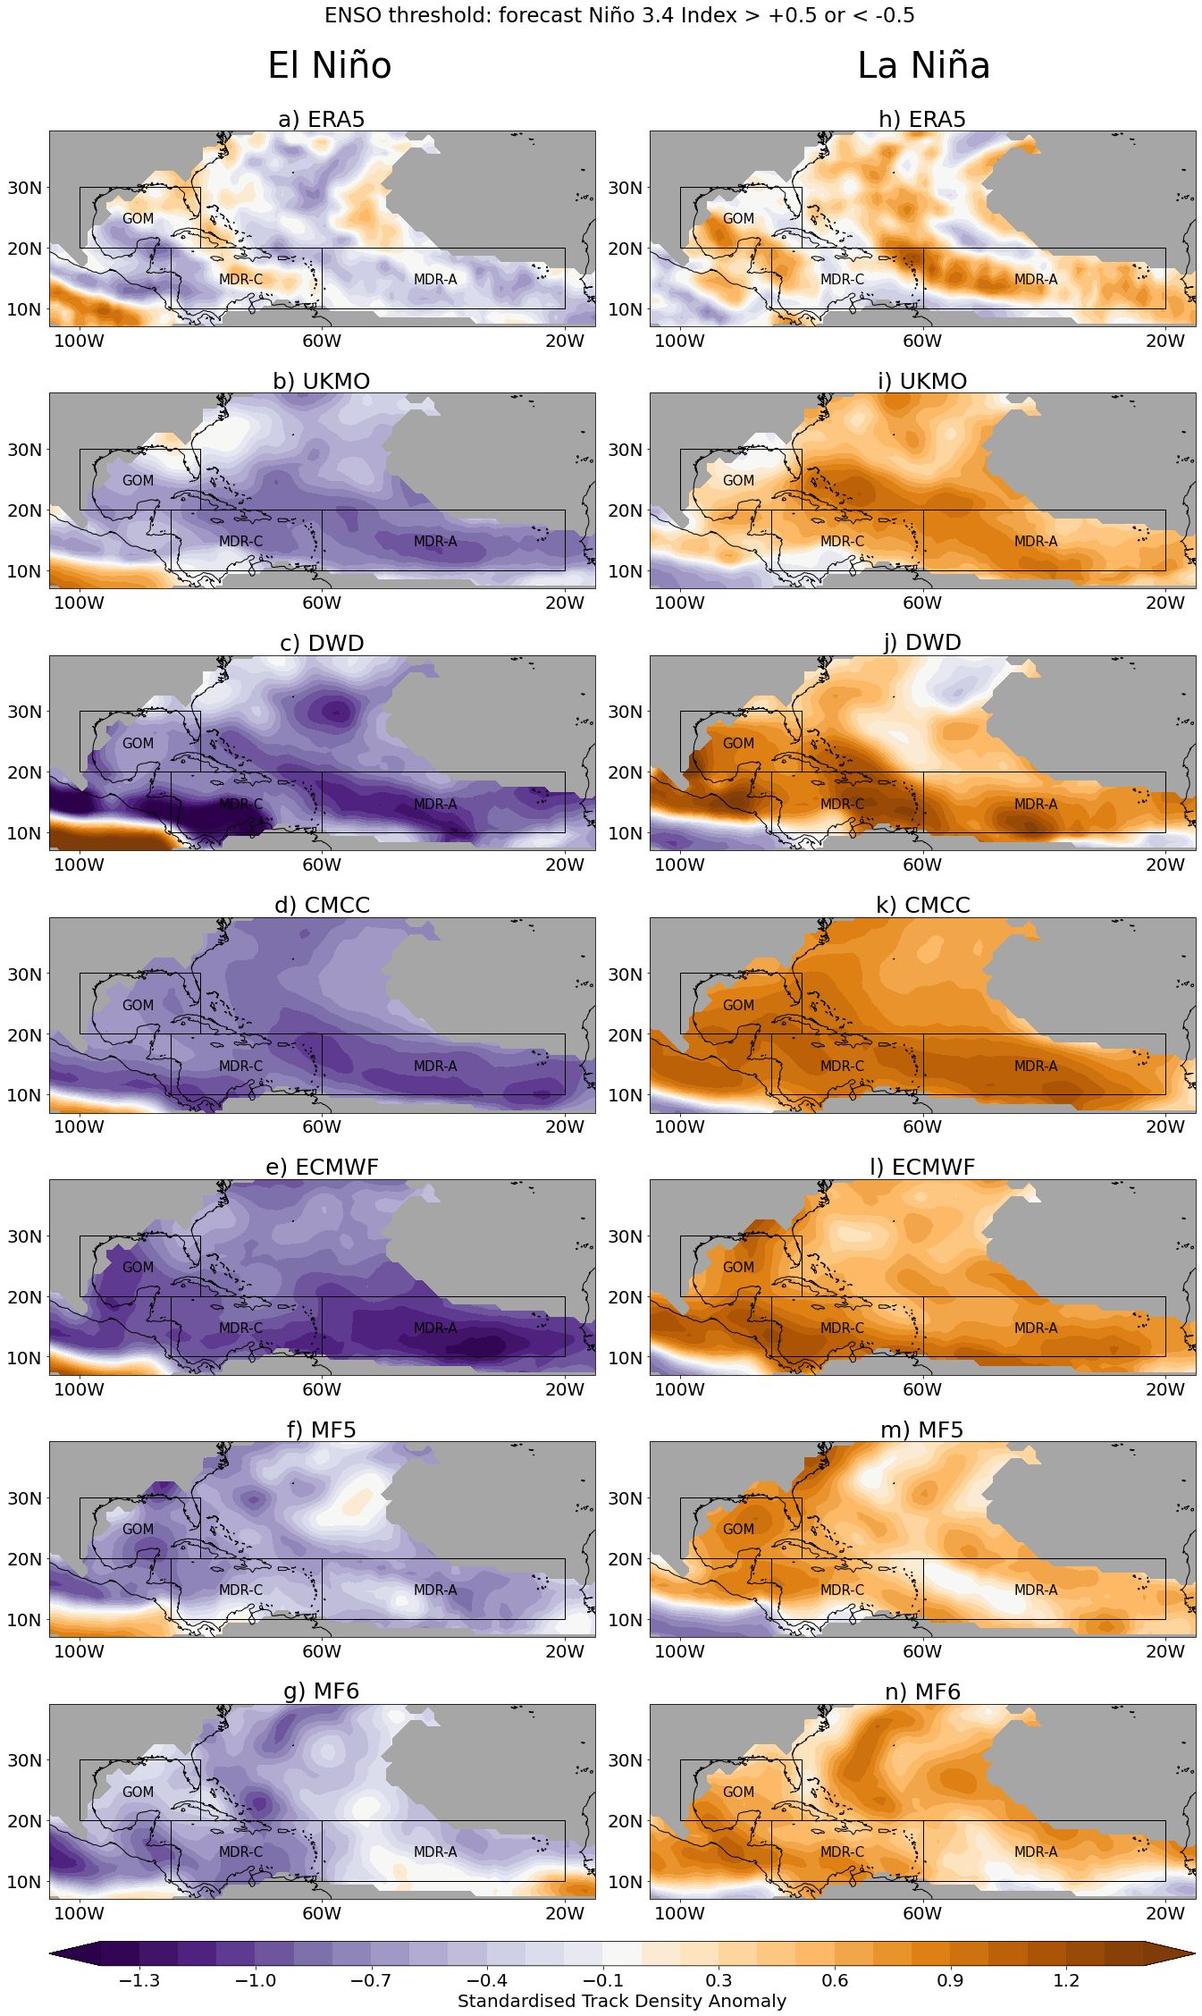 ENSO threshold: forecast Niño 3.4 Index > +0.5 or < -0.5
El Niño La Niña
a) ERA5 h) ERA5
30N GOM GOM
20N MDR-C MDR-A 20N MDR-C MDR-A
10N 10N
100W 60W 20W 100W 60W 20W
b) UKMO i) UKMO
30N GOM 30N GOM
20N MDR-C MDR-A 20N MDR-C MDR-A
10N 10N
100W 60W 20W 100W 60W 20W
c) DWD j) DWD
30N GOM 30N GOM
20N MDR-C MDR-A 20N MDR-C MDR-A
10N 10N
100W 60W 20W 100W 60W 20W
d) CMCC k) CMCC
30N GOM 30N GOM
20N MDR-C MDR-A 20N MDR-C MDR-A
10N 10N
100W 60W 20W 100W 60W 20W
e) ECMWF l) ECMWF
30N GOM 30N GOM
20N MDR-C MDR-A 20N MDR-C MDR-A
10N 10N
100W 60W 20W 100W 60W 20W
f) MF5 m) MF5
30N GOM 30N GOM
20N MDR-C MDR-A 20N MDR-C MDR-A
10N 10N
100W 60W 20W 100W 60W 20W
g) MF6 n) MF6
30N GOM 30N GOM
20N MDR-C MDR-A 20N MDR-C MDR-A
10N 10N
100W 60W 20W 100W 60W 20W
−1.3 −1.0 −0.7 −0.4 −0.1 0.3 0.6 0.9 1.2
Standardised Track Density Anomaly